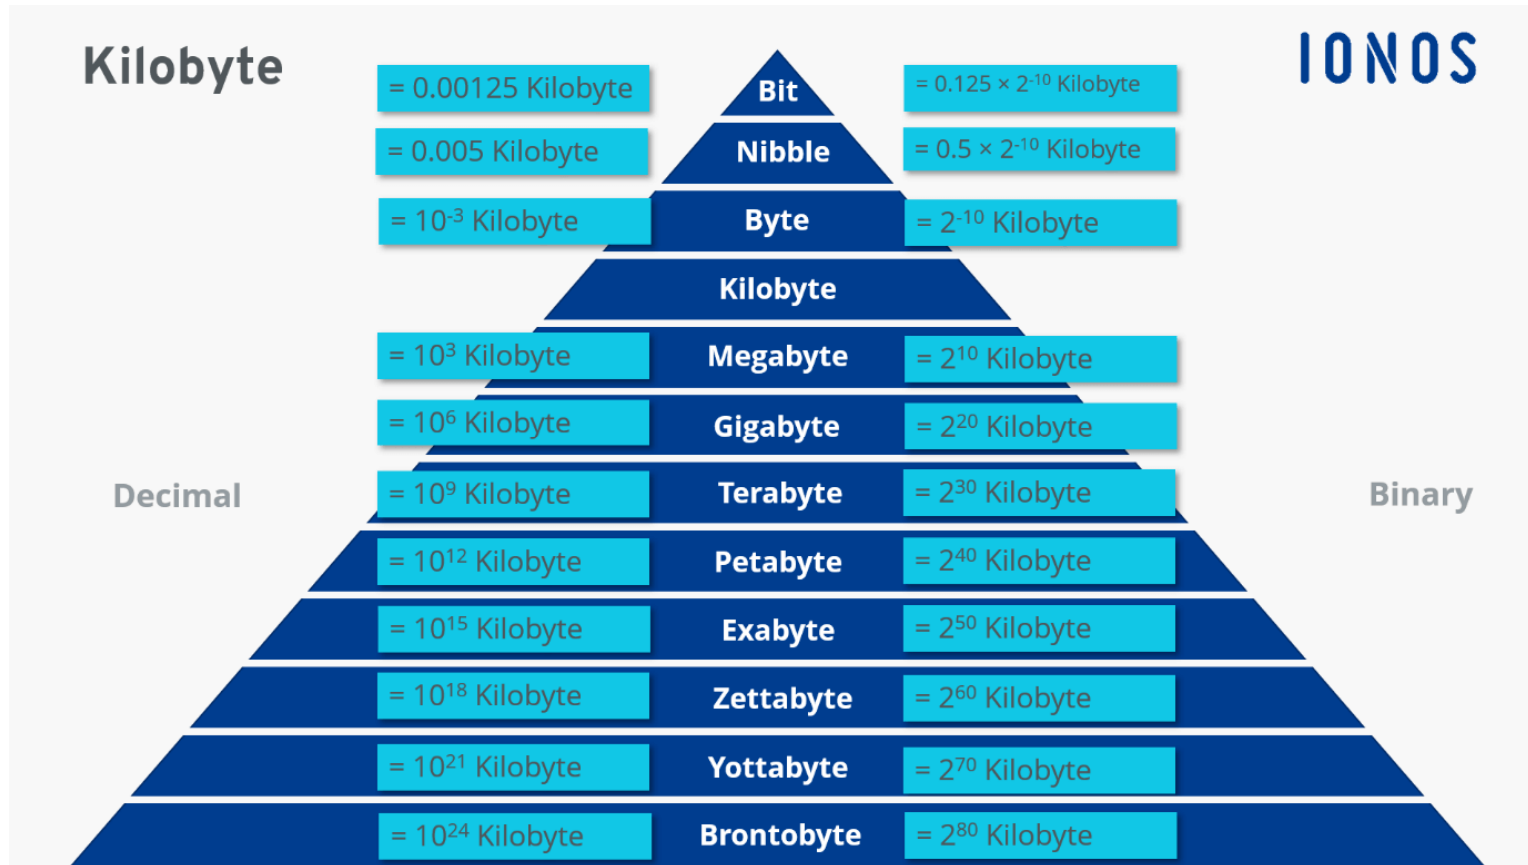 Kilobyte
IONOS
= 0.00125 Kilobyte Bit = 0.125 × 2⁻¹⁰ Kilobyte
= 0.005 Kilobyte Nibble = 0.5 × 2⁻¹⁰ Kilobyte
= 10⁻³ Kilobyte Byte = 2⁻¹⁰ Kilobyte
Kilobyte
= 10³ Kilobyte Megabyte = 2¹⁰ Kilobyte
= 10⁶ Kilobyte Gigabyte = 2²⁰ Kilobyte
Decimal = 10⁹ Kilobyte Terabyte = 2³⁰ Kilobyte Binary
= 10¹² Kilobyte Petabyte = 2⁴⁰ Kilobyte
= 10¹⁵ Kilobyte Exabyte = 2⁵⁰ Kilobyte
= 10¹⁸ Kilobyte Zettabyte = 2⁶⁰ Kilobyte
= 10²¹ Kilobyte Yottabyte = 2⁷⁰ Kilobyte
= 10²⁴ Kilobyte Brontobyte = 2⁸⁰ Kilobyte